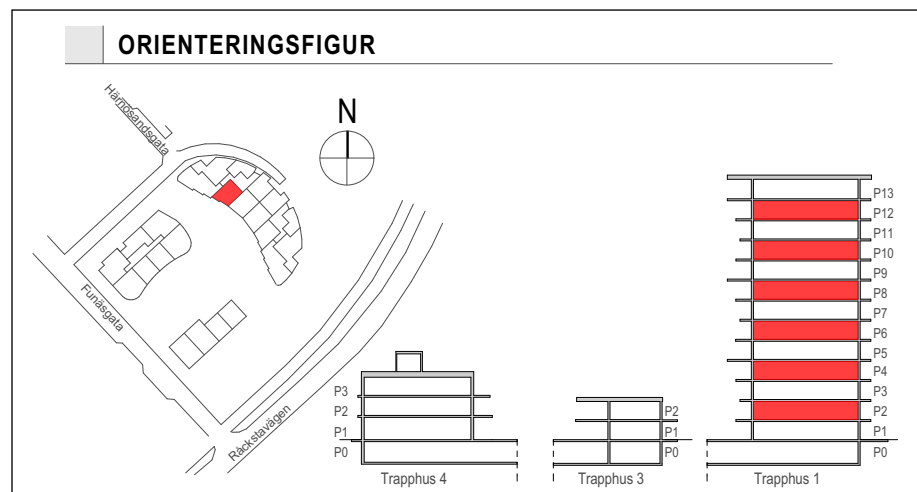 ORIENTERINGSFIGUR
Härnösandsgata
N
Funäsgata
Räckstavägen
P3
P2
P1
P0
Trapphus 4
P2
P1
P0
Trapphus 3
P13
P12
P11
P10
P9
P8
P7
P6
P5
P4
P3
P2
P1
P0
Trapphus 1